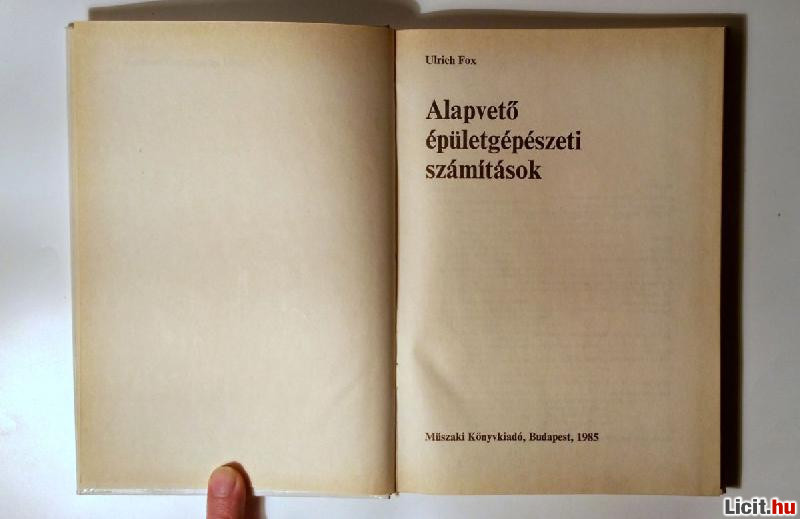 Ulrich Fox
Alapvető
épületgépészeti
számítások
Műszaki Könyvkiadó, Budapest, 1985
Licit.hu